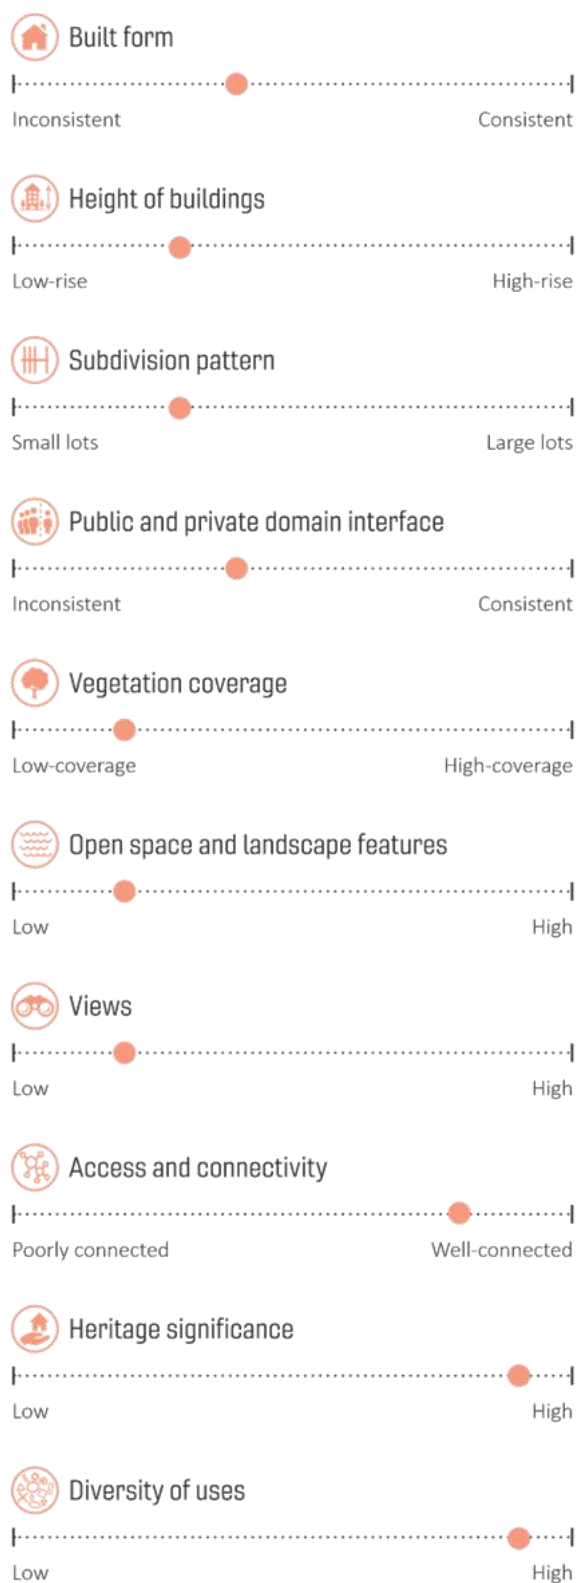 Built form
Inconsistent Consistent
Height of buildings
Low-rise High-rise
Subdivision pattern
Small lots Large lots
Public and private domain interface
Inconsistent Consistent
Vegetation coverage
Low-coverage High-coverage
Open space and landscape features
Low High
Views
Low High
Access and connectivity
Poorly connected Well-connected
Heritage significance
Low High
Diversity of uses
Low High